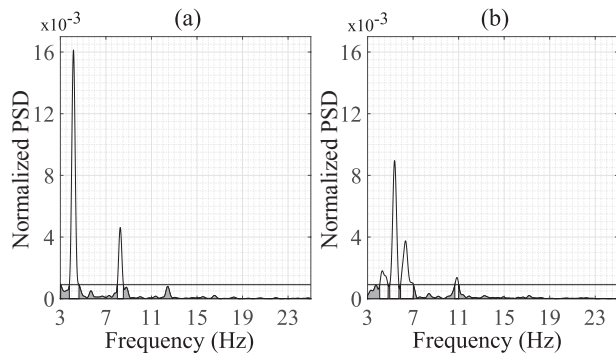 (a)
x10-3
16
12
8
4
0
Normalized PSD
3 7 11 15 19 23
Frequency (Hz)
(b)
x10-3
16
12
8
4
0
Normalized PSD
3 7 11 15 19 23
Frequency (Hz)